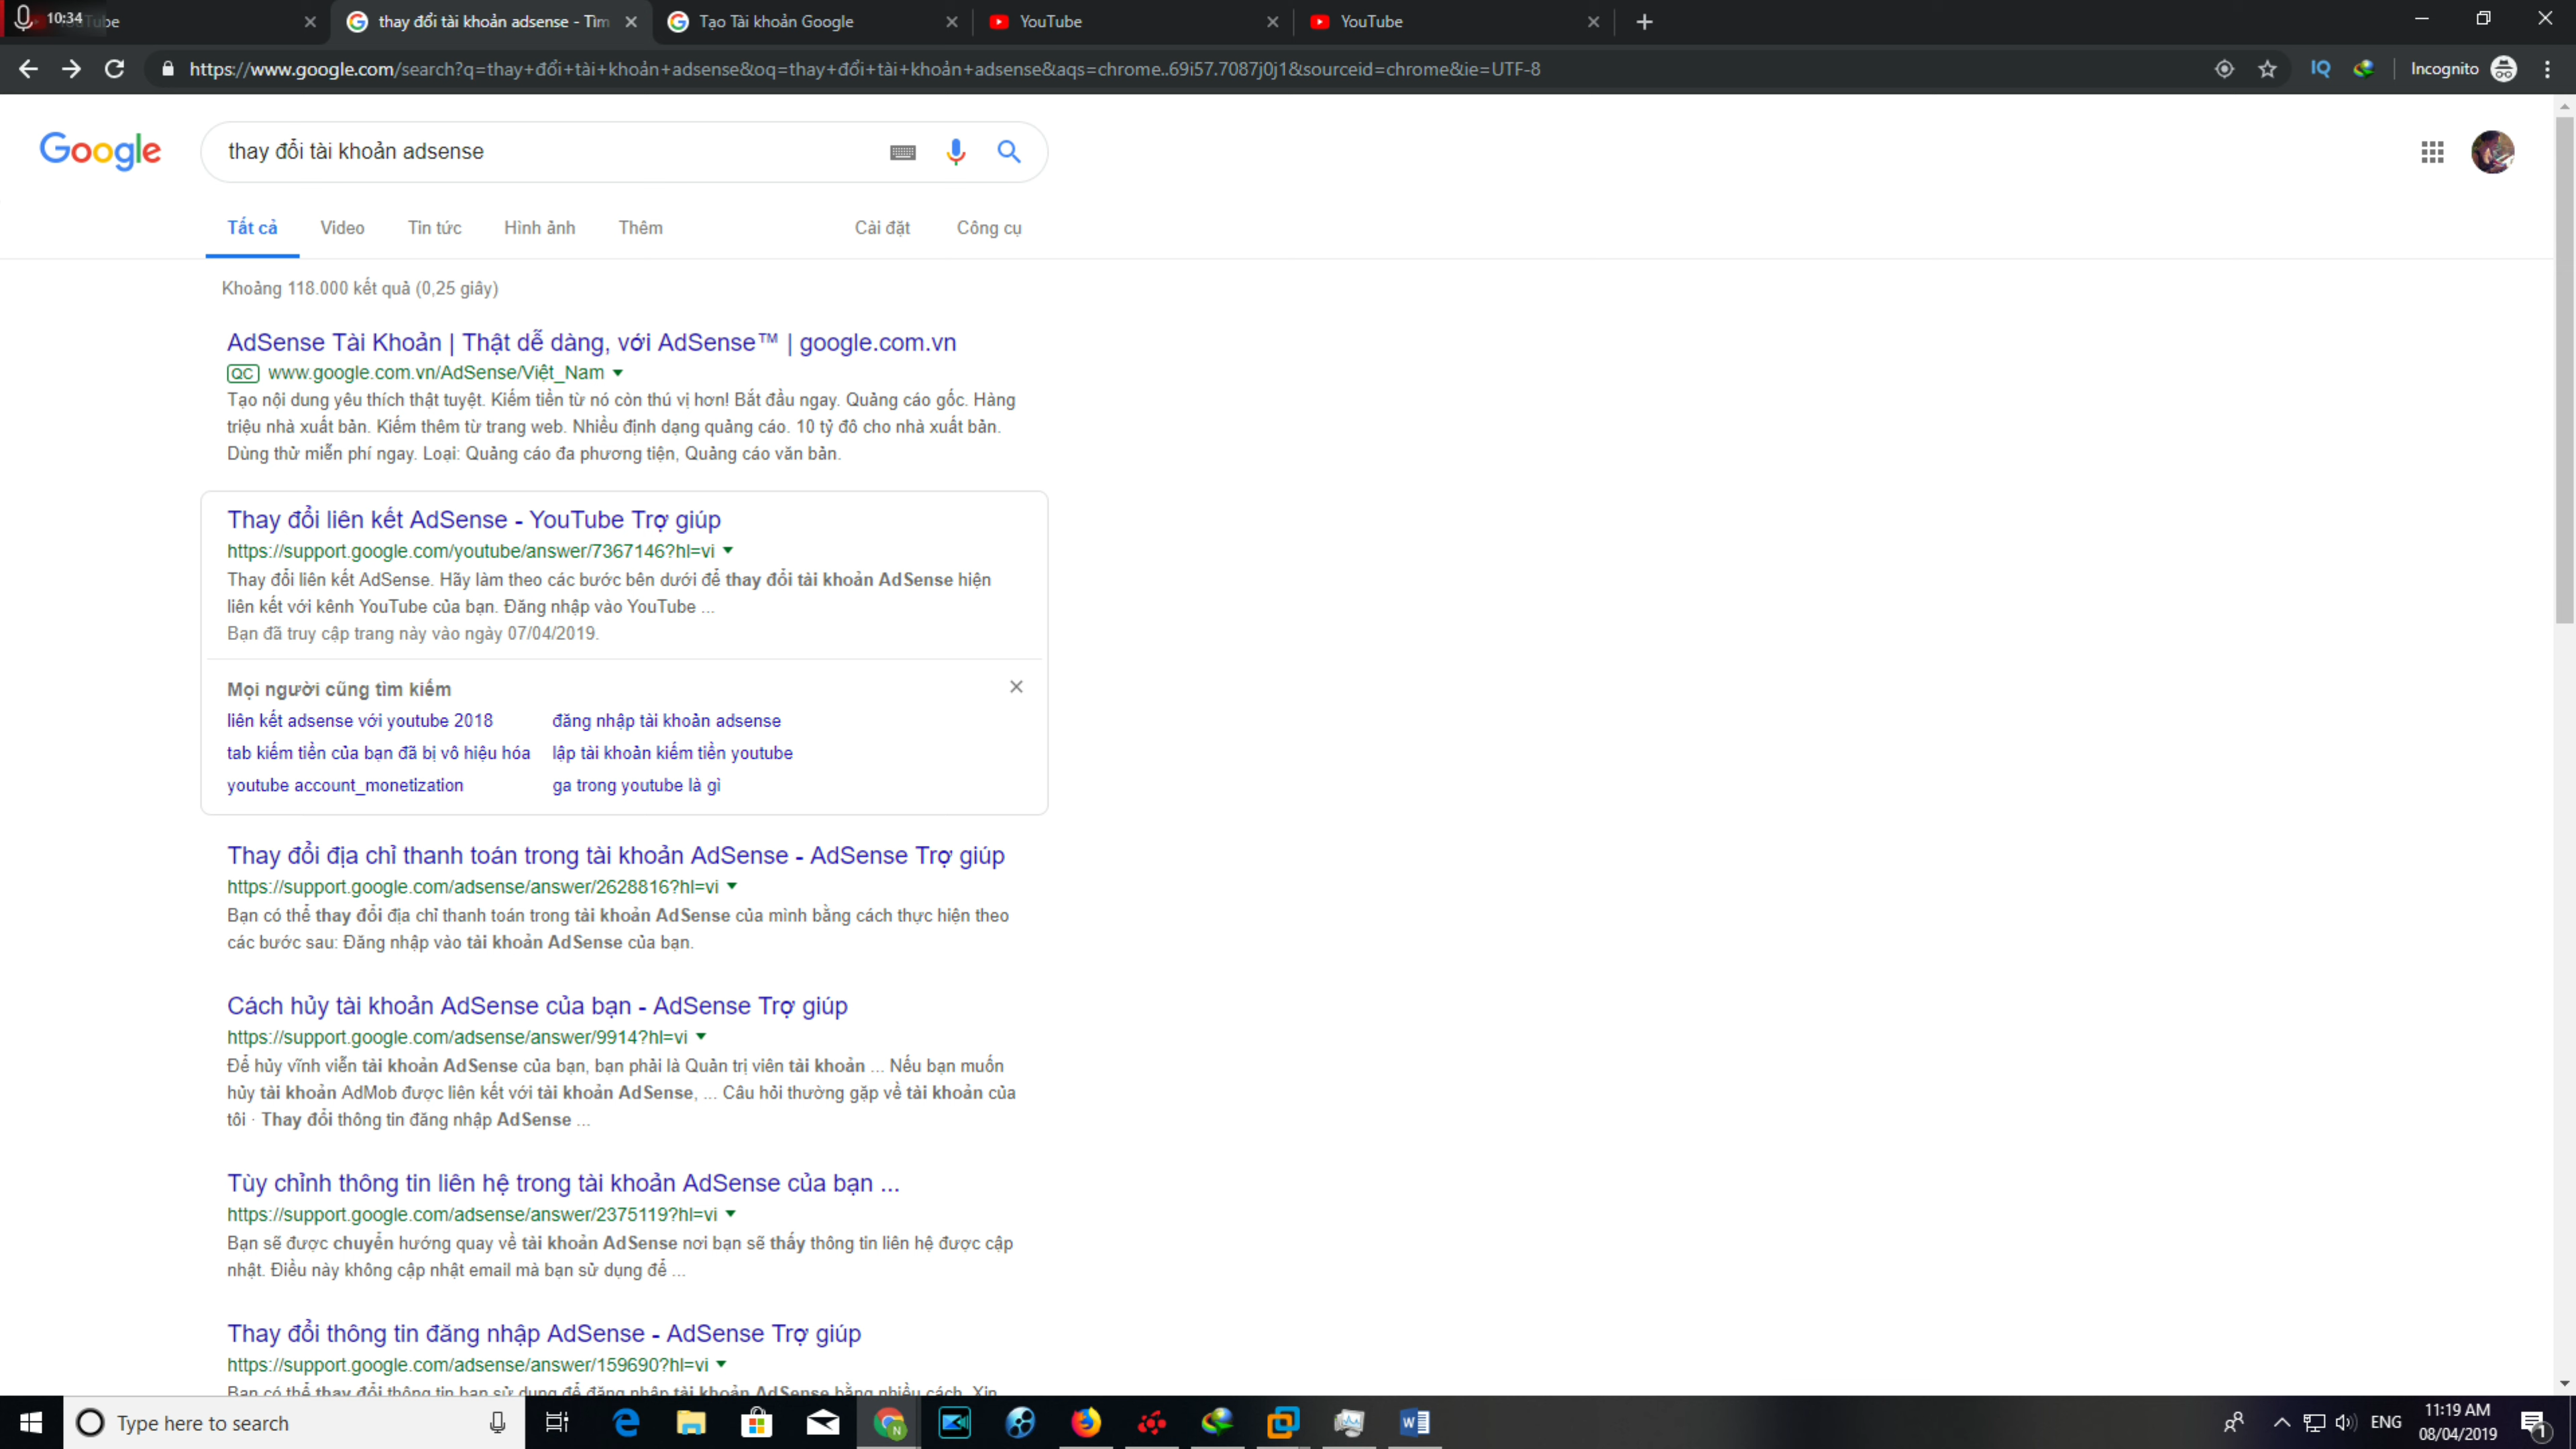 10:34
be
thay đổi tài khoản adsense - Tìm
Tạo Tài khoản Google
YouTube
YouTube
https://www.google.com/search?q=thay+đổi+tài+khoản+adsense&oq=thay+đổi+tài+khoản+adsense&aqs=chrome..69i57.7087j0j1&sourceid=chrome&ie=UTF-8
IQ
Incognito
Google
thay đổi tài khoản adsense
Tất cả Video Tin tức Hình ảnh Thêm Cài đặt Công cụ
Khoảng 118.000 kết quả (0,25 giây)
AdSense Tài Khoản | Thật dễ dàng, với AdSense™ | google.com.vn
QC www.google.com.vn/AdSense/Việt_Nam
Tạo nội dung yêu thích thật tuyệt. Kiếm tiền từ nó còn thú vị hơn! Bắt đầu ngay. Quảng cáo gốc. Hàng
triệu nhà xuất bản. Kiếm thêm từ trang web. Nhiều định dạng quảng cáo. 10 tỷ đô cho nhà xuất bản.
Dùng thử miễn phí ngay. Loại: Quảng cáo đa phương tiện, Quảng cáo văn bản.
Thay đổi liên kết AdSense - YouTube Trợ giúp
https://support.google.com/youtube/answer/7367146?hl=vi
Thay đổi liên kết AdSense. Hãy làm theo các bước bên dưới để thay đổi tài khoản AdSense hiện
liên kết với kênh YouTube của bạn. Đăng nhập vào YouTube ...
Bạn đã truy cập trang này vào ngày 07/04/2019.
Mọi người cũng tìm kiếm
liên kết adsense với youtube 2018 đăng nhập tài khoản adsense
tab kiếm tiền của bạn đã bị vô hiệu hóa lập tài khoản kiếm tiền youtube
youtube account_monetization ga trong youtube là gì
Thay đổi địa chỉ thanh toán trong tài khoản AdSense - AdSense Trợ giúp
https://support.google.com/adsense/answer/2628816?hl=vi
Bạn có thể thay đổi địa chỉ thanh toán trong tài khoản AdSense của mình bằng cách thực hiện theo
các bước sau: Đăng nhập vào tài khoản AdSense của bạn.
Cách hủy tài khoản AdSense của bạn - AdSense Trợ giúp
https://support.google.com/adsense/answer/9914?hl=vi
Để hủy vĩnh viễn tài khoản AdSense của bạn, bạn phải là Quản trị viên tài khoản ... Nếu bạn muốn
hủy tài khoản AdMob được liên kết với tài khoản AdSense, ... Câu hỏi thường gặp về tài khoản của
tôi · Thay đổi thông tin đăng nhập AdSense ...
Tùy chỉnh thông tin liên hệ trong tài khoản AdSense của bạn ...
https://support.google.com/adsense/answer/2375119?hl=vi
Bạn sẽ được chuyển hướng quay về tài khoản AdSense nơi bạn sẽ thấy thông tin liên hệ được cập
nhật. Điều này không cập nhật email mà bạn sử dụng để ...
Thay đổi thông tin đăng nhập AdSense - AdSense Trợ giúp
https://support.google.com/adsense/answer/159690?hl=vi
Bạn có thể thay đổi thông tin bạn sử dụng để đăng nhập tài khoản AdSense bằng nhiều cách. Xin
Type here to search
N
W
ENG
11:19 AM
08/04/2019
1